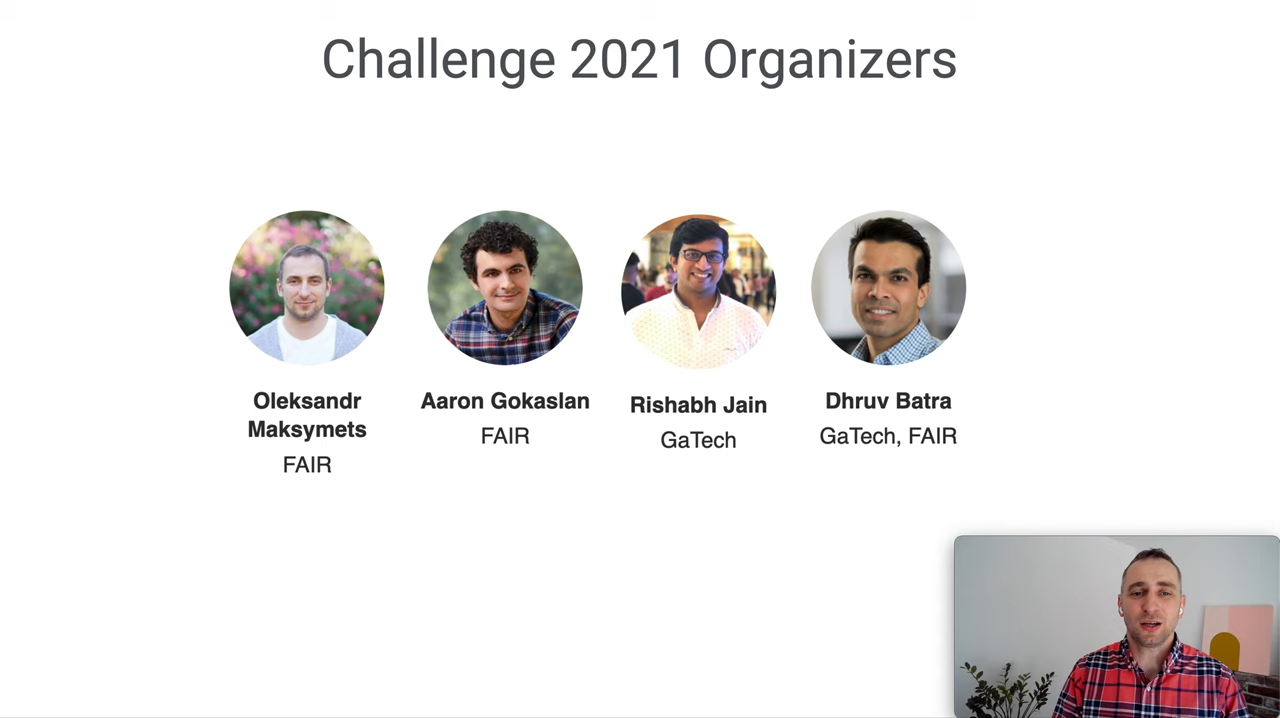 Challenge 2021 Organizers
Oleksandr
Maksymets
FAIR
Aaron Gokaslan
FAIR
Rishabh Jain
GaTech
Dhruv Batra
GaTech, FAIR